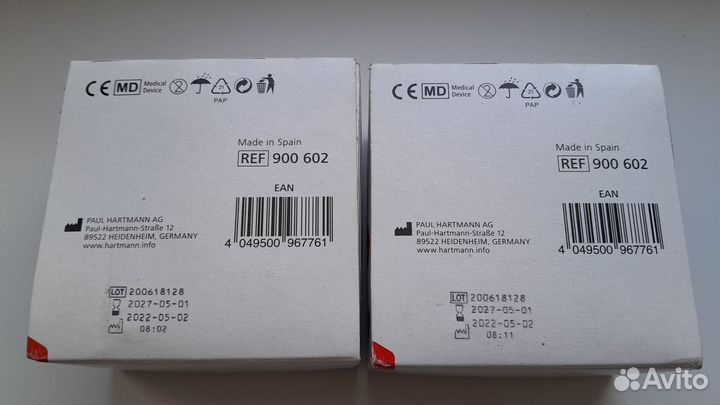 CE MD Medical Device
21
PAP
Made in Spain
REF 900 602
EAN
4 049500 967761
PAUL HARTMANN AG
Paul-Hartmann-Straße 12
89522 HEIDENHEIM, GERMANY
www.hartmann.info
LOT 200618128
2027-05-01
2022-05-02
08:02
CE MD Medical Device
21
PAP
Made in Spain
REF 900 602
EAN
4 049500 967761
PAUL HARTMANN AG
Paul-Hartmann-Straße 12
89522 HEIDENHEIM, GERMANY
www.hartmann.info
LOT 200618128
2027-05-01
2022-05-02
08:11
Avito